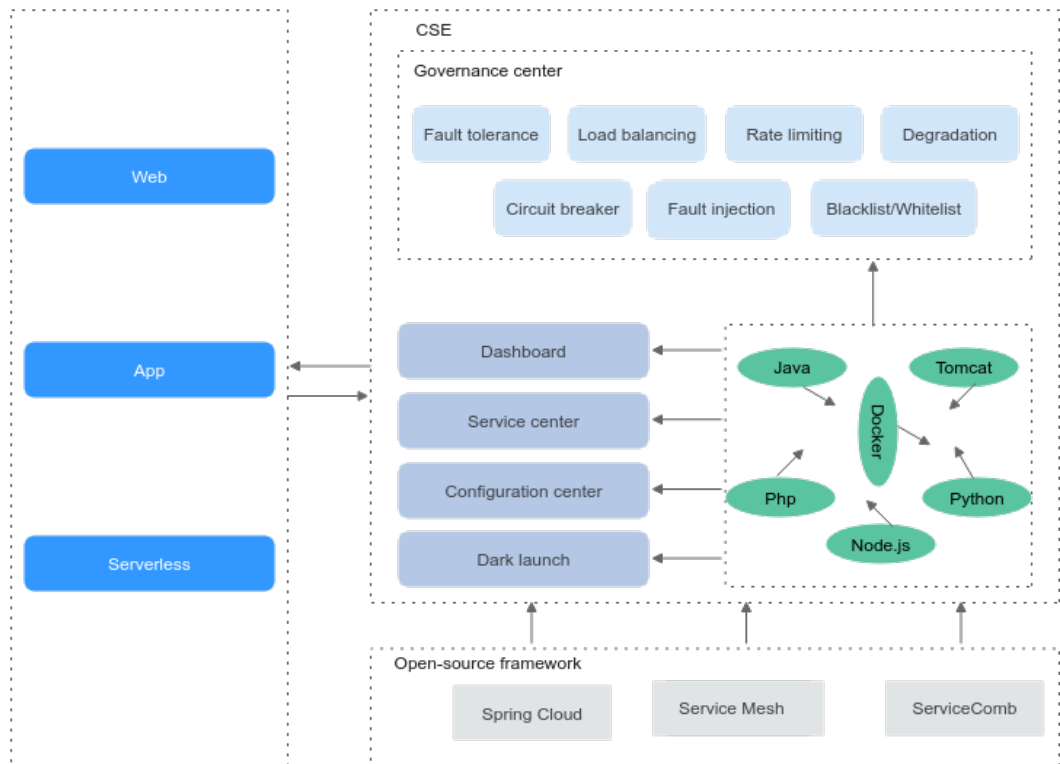 Web
App
Serverless
CSE
Governance center
Fault tolerance
Load balancing
Rate limiting
Degradation
Circuit breaker
Fault injection
Blacklist/Whitelist
Dashboard
Service center
Configuration center
Dark launch
Java
Tomcat
Docker
Php
Python
Node.js
Open-source framework
Spring Cloud
Service Mesh
ServiceComb